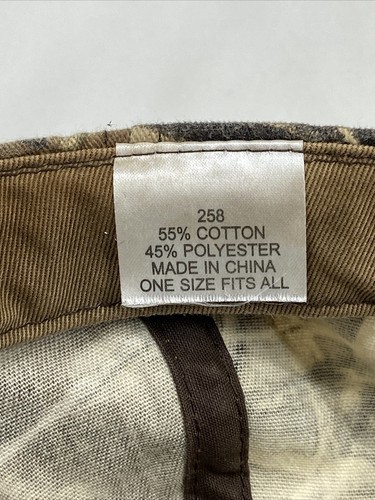 258
55% COTTON
45% POLYESTER
MADE IN CHINA
ONE SIZE FITS ALL